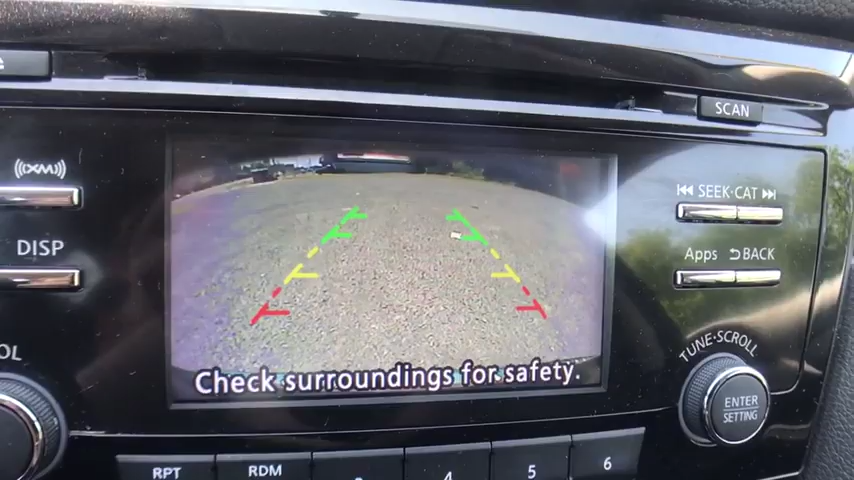 SCAN
((XM))
SEEK·CAT
DISP
Apps
BACK
TUNE·SCROLL
Check surroundings for safety.
ENTER
SETTING
RPT
RDM
4
5
6